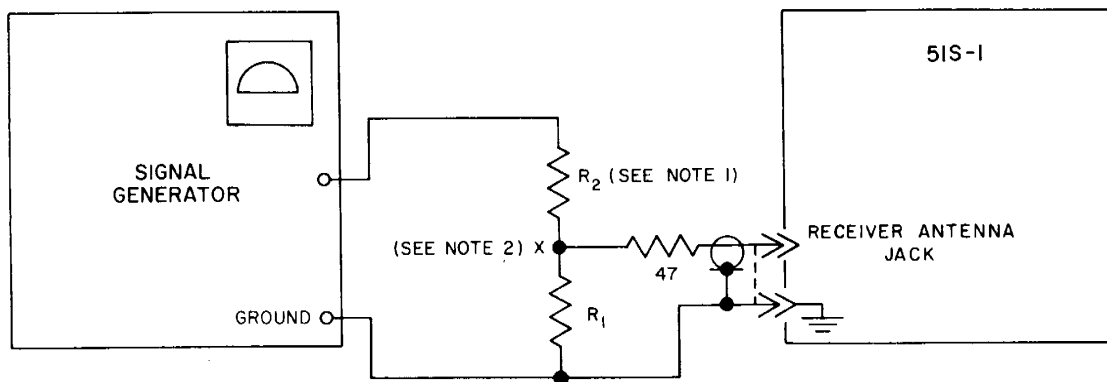 51S-1
SIGNAL
GENERATOR
R2 (SEE NOTE 1)
(SEE NOTE 2) X
47
RECEIVER ANTENNA
JACK
R1
GROUND